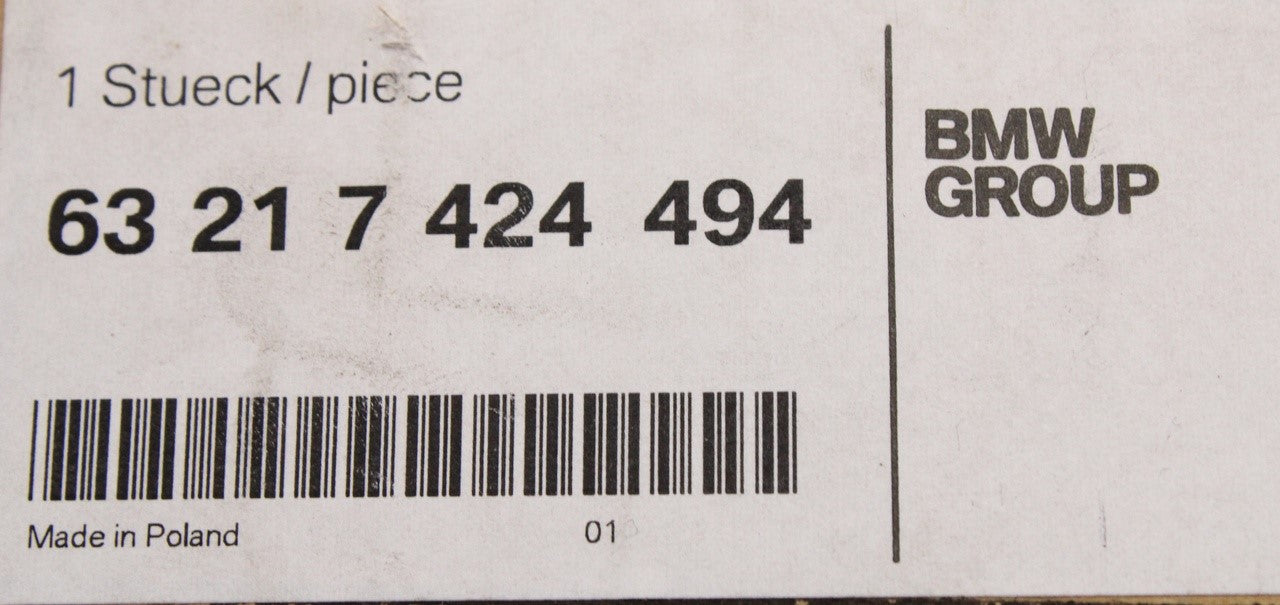 1 Stueck / piece
63 21 7 424 494
Made in Poland
01
BMW
GROUP